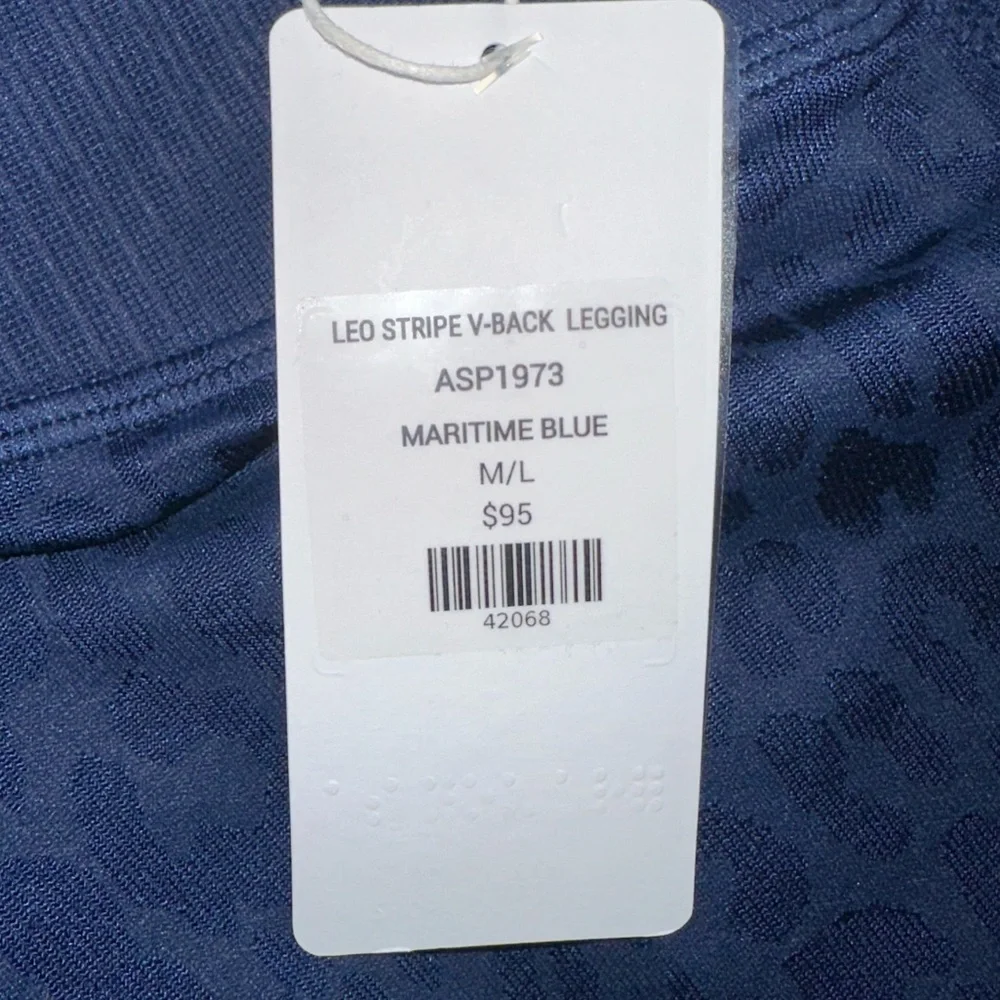 LEO STRIPE V-BACK LEGGING
ASP1973
MARITIME BLUE
M/L
$95
42068